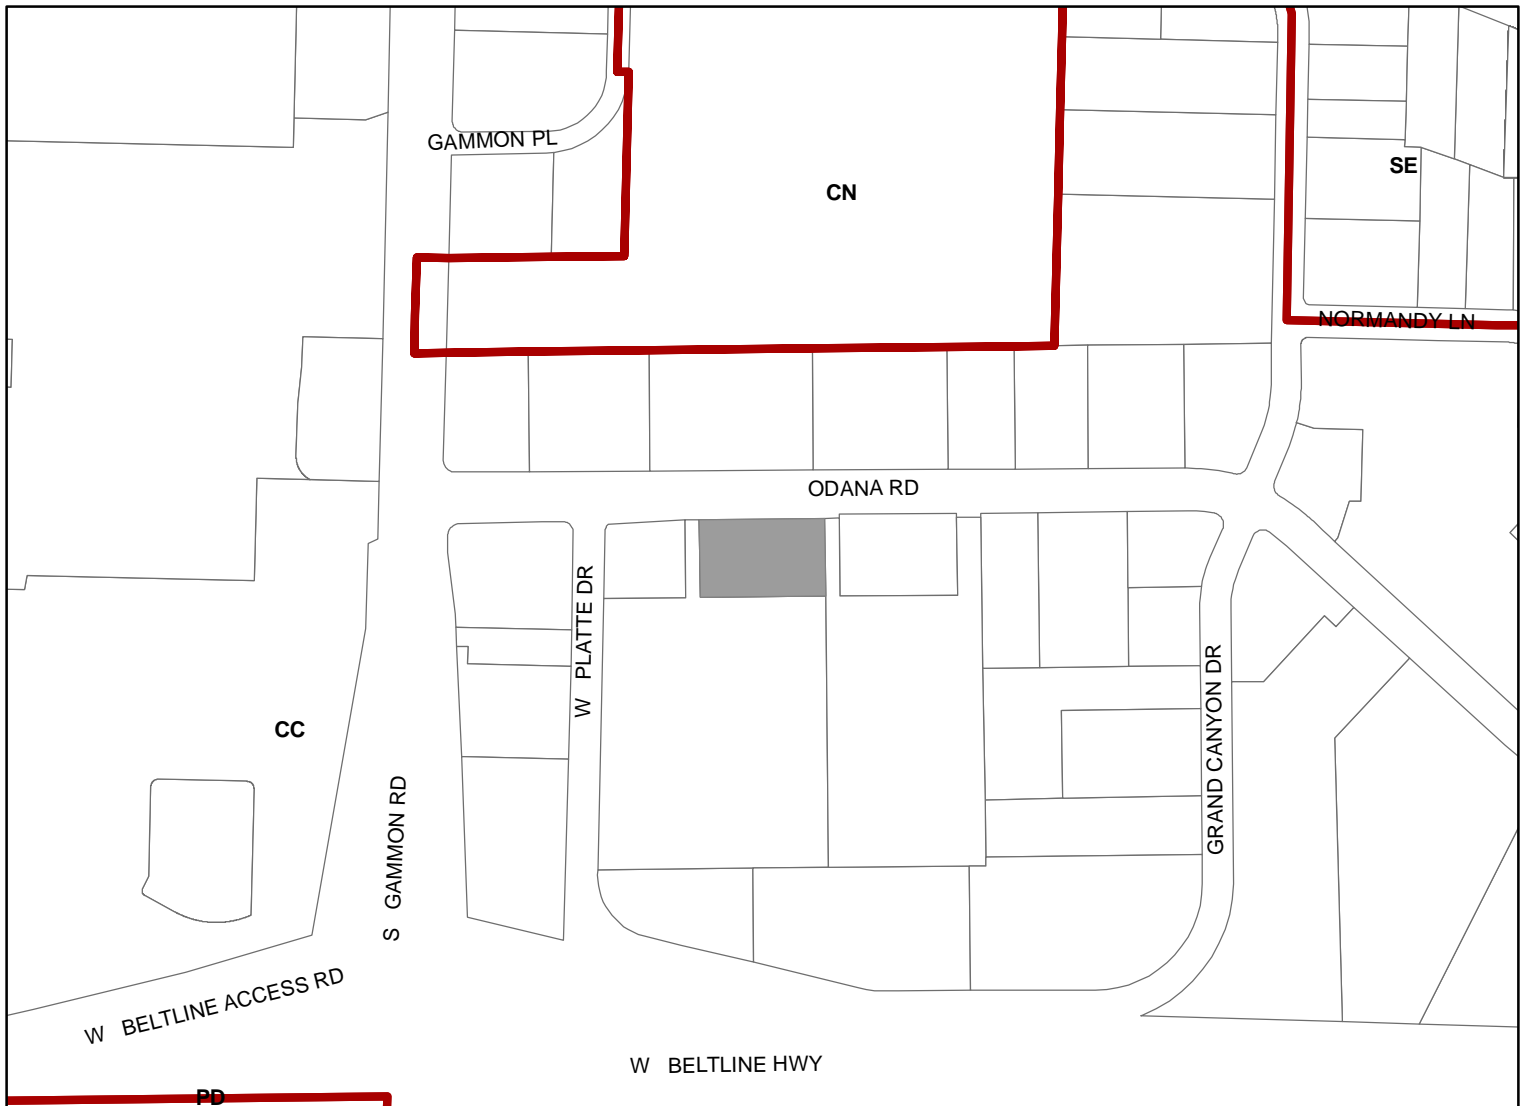 GAMMON PL
CN
SE
NORMANDY LN
ODANA RD
W PLATTE DR
CC
GRAND CANYON DR
S GAMMON RD
W BELTLINE ACCESS RD
W BELTLINE HWY
PD